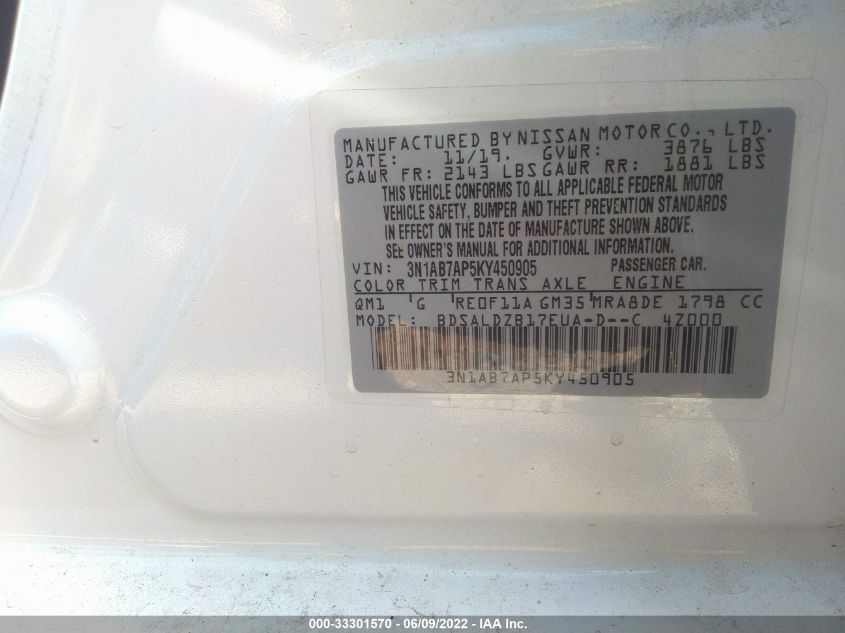 MANUFACTURED BY NISSAN MOTOR CO., LTD.
DATE: 11/19. GVWR: 3876 LBS
GAWR FR: 2143 LBS GAWR RR: 1881 LBS
THIS VEHICLE CONFORMS TO ALL APPLICABLE FEDERAL MOTOR
VEHICLE SAFETY, BUMPER AND THEFT PREVENTION STANDARDS
IN EFFECT ON THE DATE OF MANUFACTURE SHOWN ABOVE.
SEE OWNER'S MANUAL FOR ADDITIONAL INFORMATION.
VIN: 3N1AB7AP5KY450905 PASSENGER CAR.
COLOR TRIM TRANS AXLE ENGINE
QM1 G RE0F11A GM35 MRA8DE 1798 CC
MODEL: BDSALDZB17EUA-D--C 4Z000
3N1AB7AP5KY450905
000-33301570 - 06/09/2022 - IAA Inc.